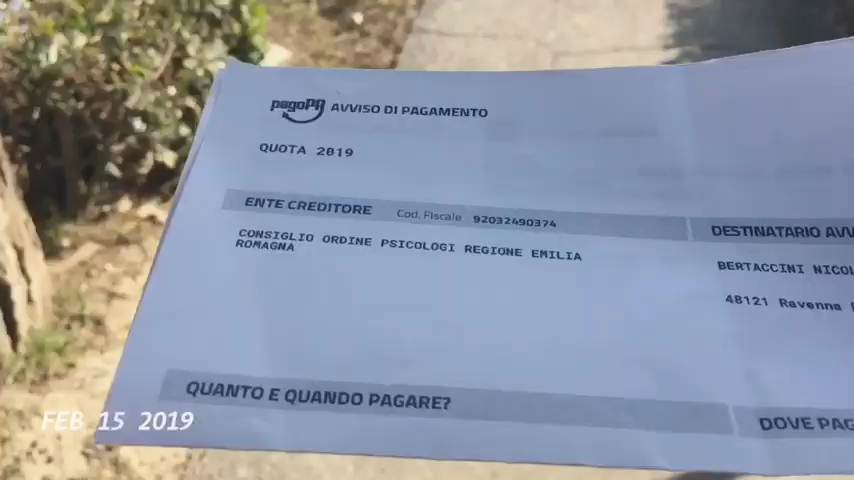 pagoPA AVVISO DI PAGAMENTO
QUOTA 2019
ENTE CREDITORE Cod. Fiscale 92032490374
DESTINATARIO AVV
CONSIGLIO ORDINE PSICOLOGI REGIONE EMILIA
ROMAGNA
BERTACCINI NICOL
48121 Ravenna
QUANTO E QUANDO PAGARE?
DOVE PAG
FEB 15 2019